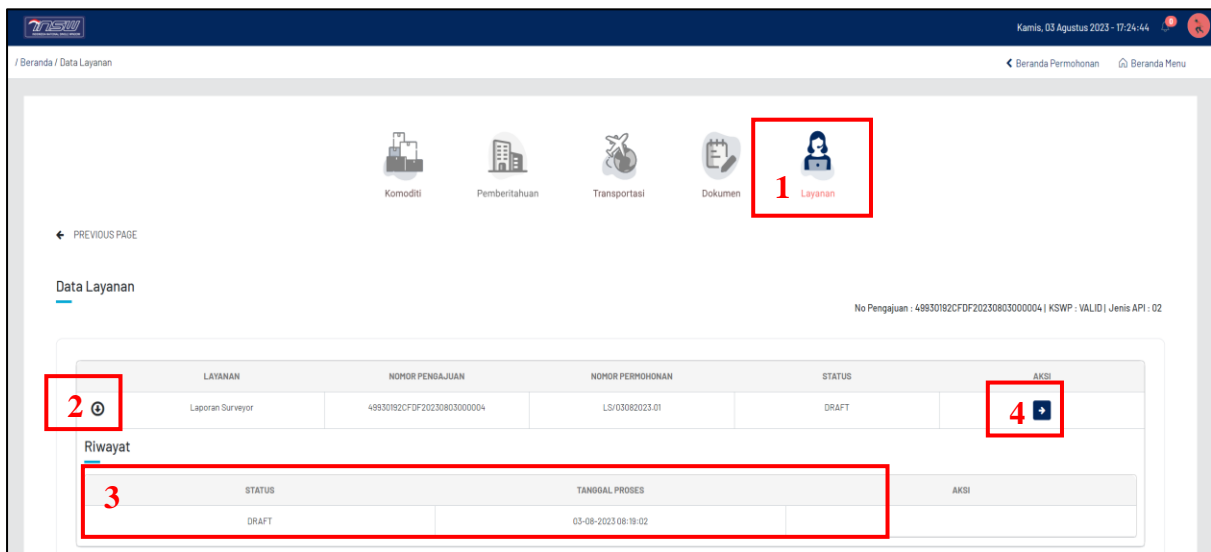 INSW
Kamis, 03 Agustus 2023 - 17:24:44 0
/ Beranda / Data Layanan Beranda Permohonan Beranda Menu
1
Komoditi Pemberitahuan Transportasi Dokumen Layanan
PREVIOUS PAGE
Data Layanan
No Pengajuan : 49930192CFDF20230803000004 | KSWP : VALID | Jenis API : 02
LAYANAN NOMOR PENGAJUAN NOMOR PERMOHONAN STATUS AKSI
2 Laporan Surveyor 49930192CFDF20230803000004 LS/03082023.01 DRAFT 4
Riwayat
3 STATUS TANGGAL PROSES AKSI
DRAFT 03-08-2023 08:19:02